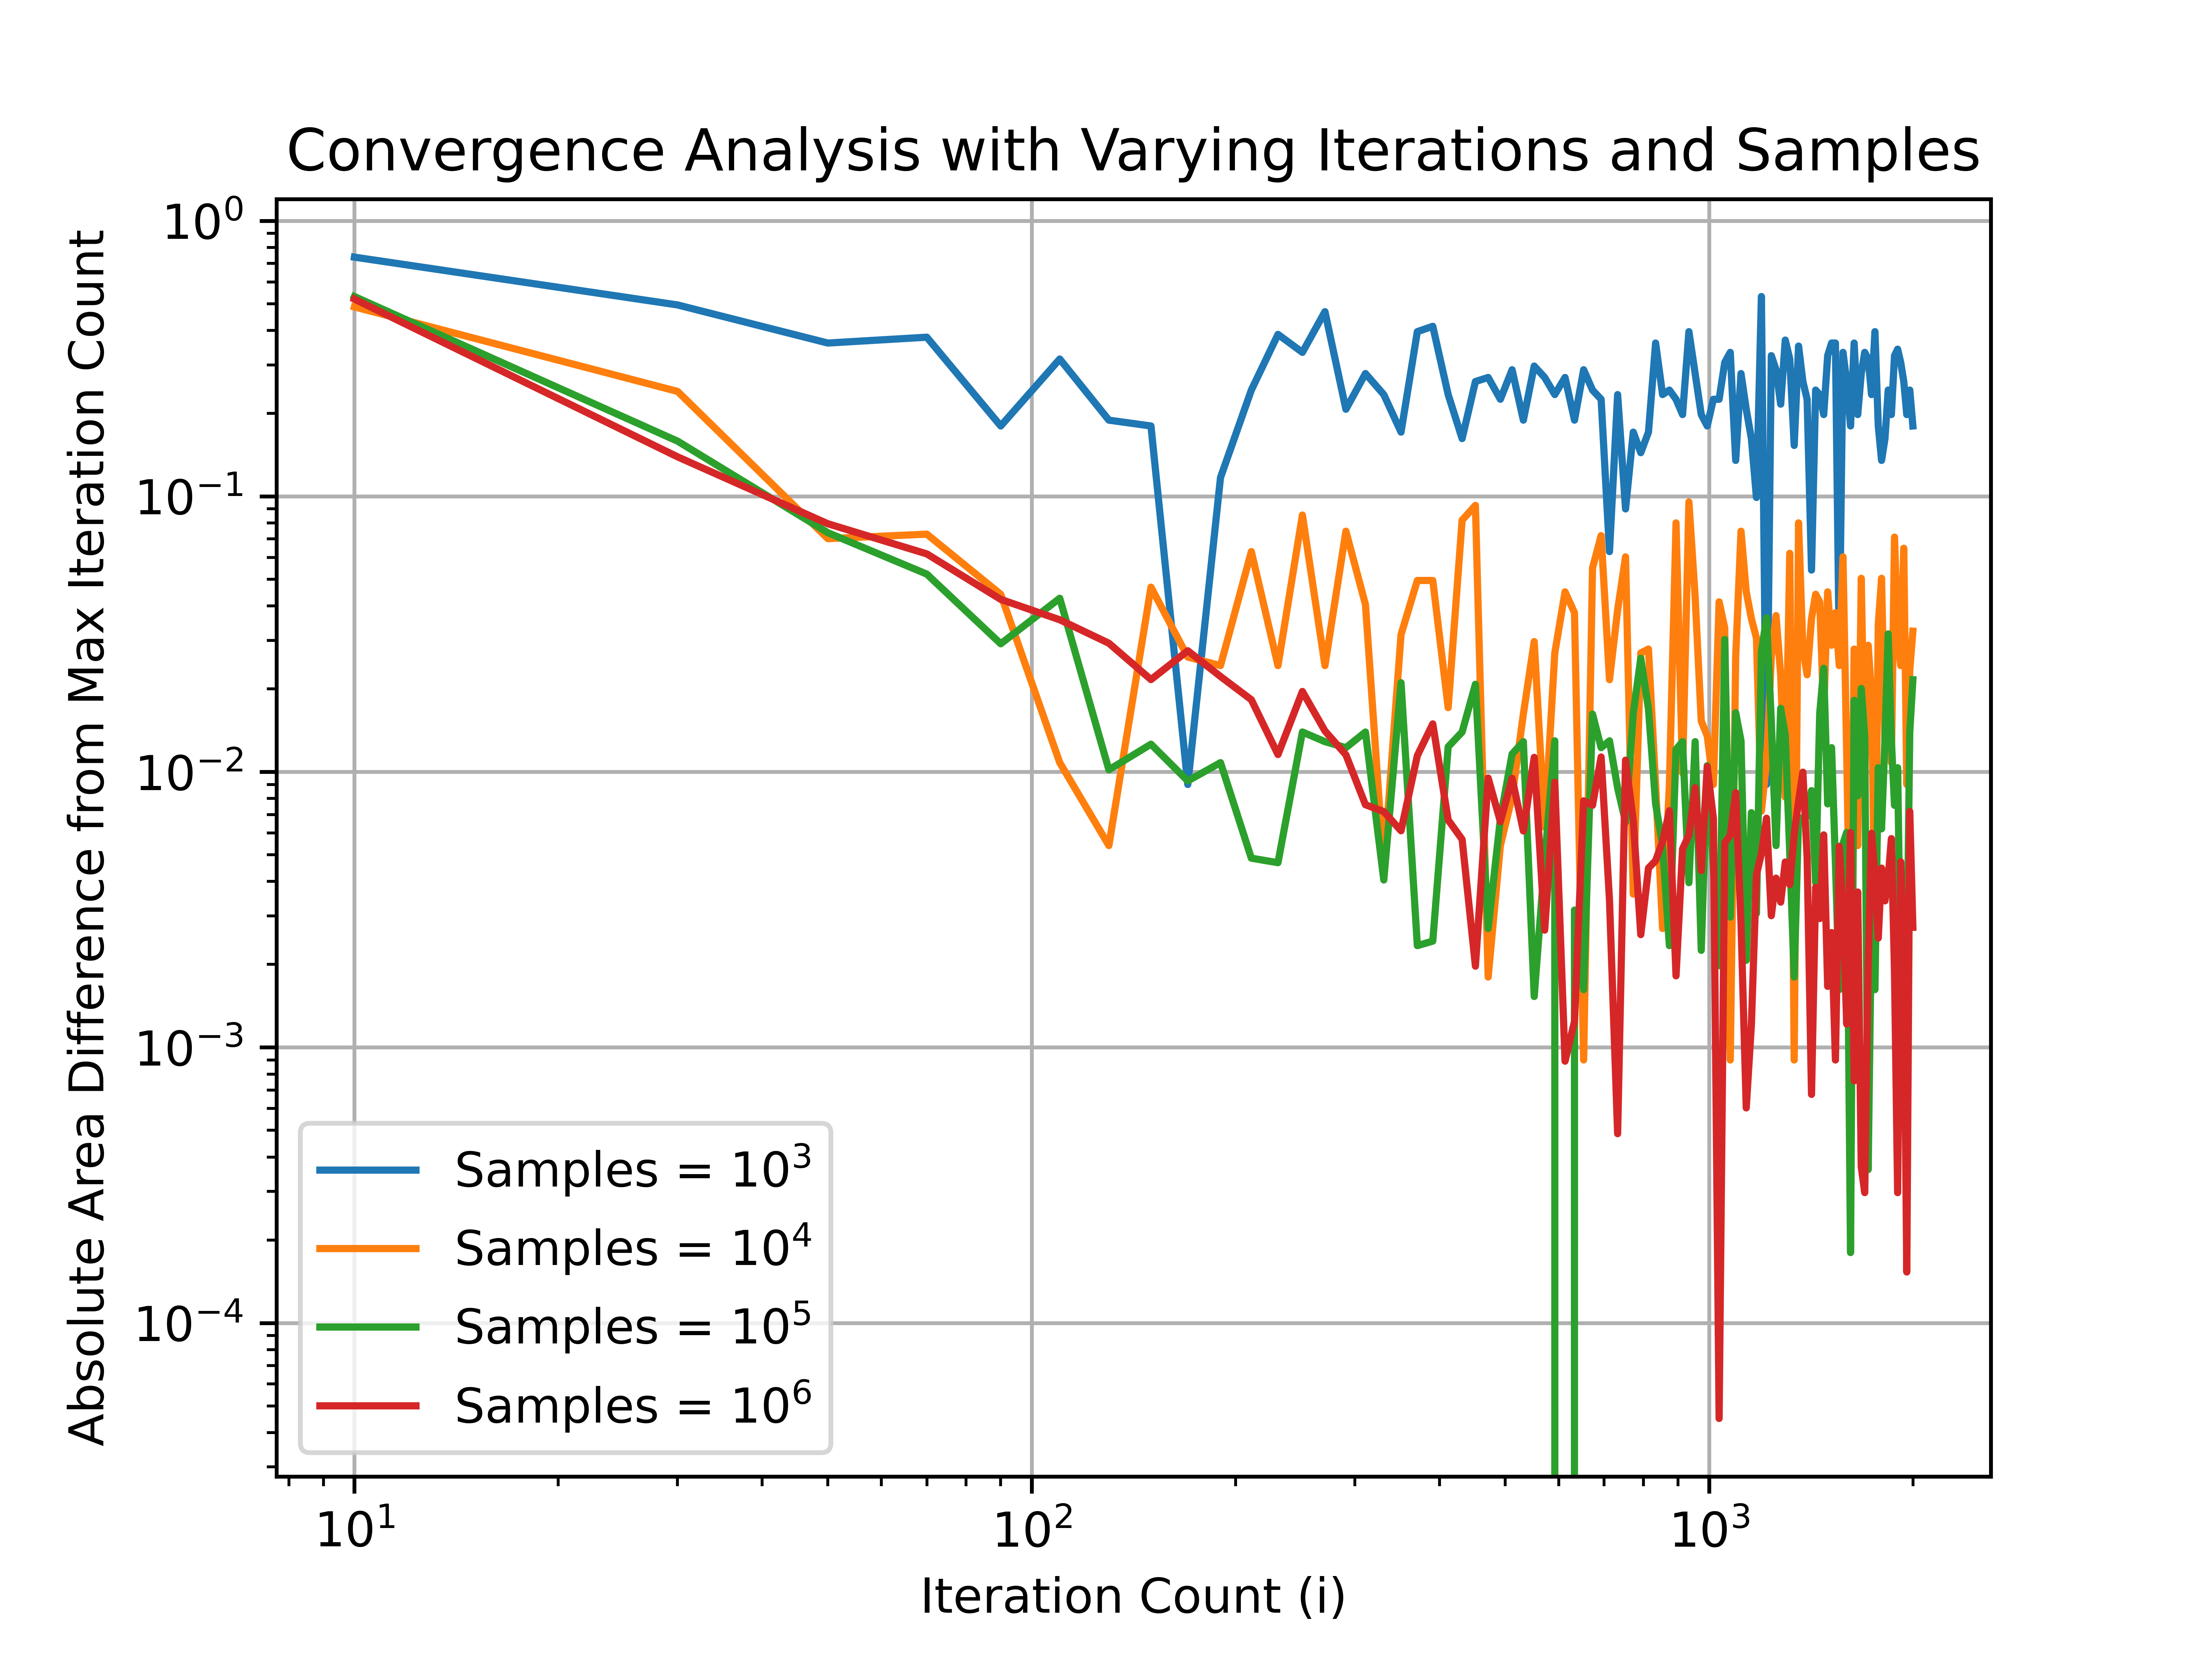 Convergence Analysis with Varying Iterations and Samples
Absolute Area Difference from Max Iteration Count
10⁰
10⁻¹
10⁻²
10⁻³
10⁻⁴
Samples = 10³
Samples = 10⁴
Samples = 10⁵
Samples = 10⁶
10¹ 10² 10³
Iteration Count (i)